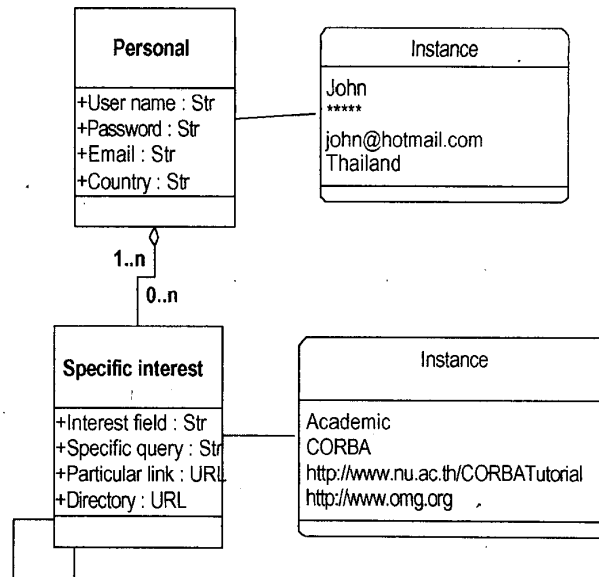 Personal
+User name : Str
+Password : Str
+Email : Str
+Country : Str
Instance
John
*****
john@hotmail.com
Thailand
1..n
0..n
Specific interest
+Interest field : Str
+Specific query : Str
+Particular link : URL
+Directory : URL
Instance
Academic
CORBA
http://www.nu.ac.th/CORBATutorial
http://www.omg.org